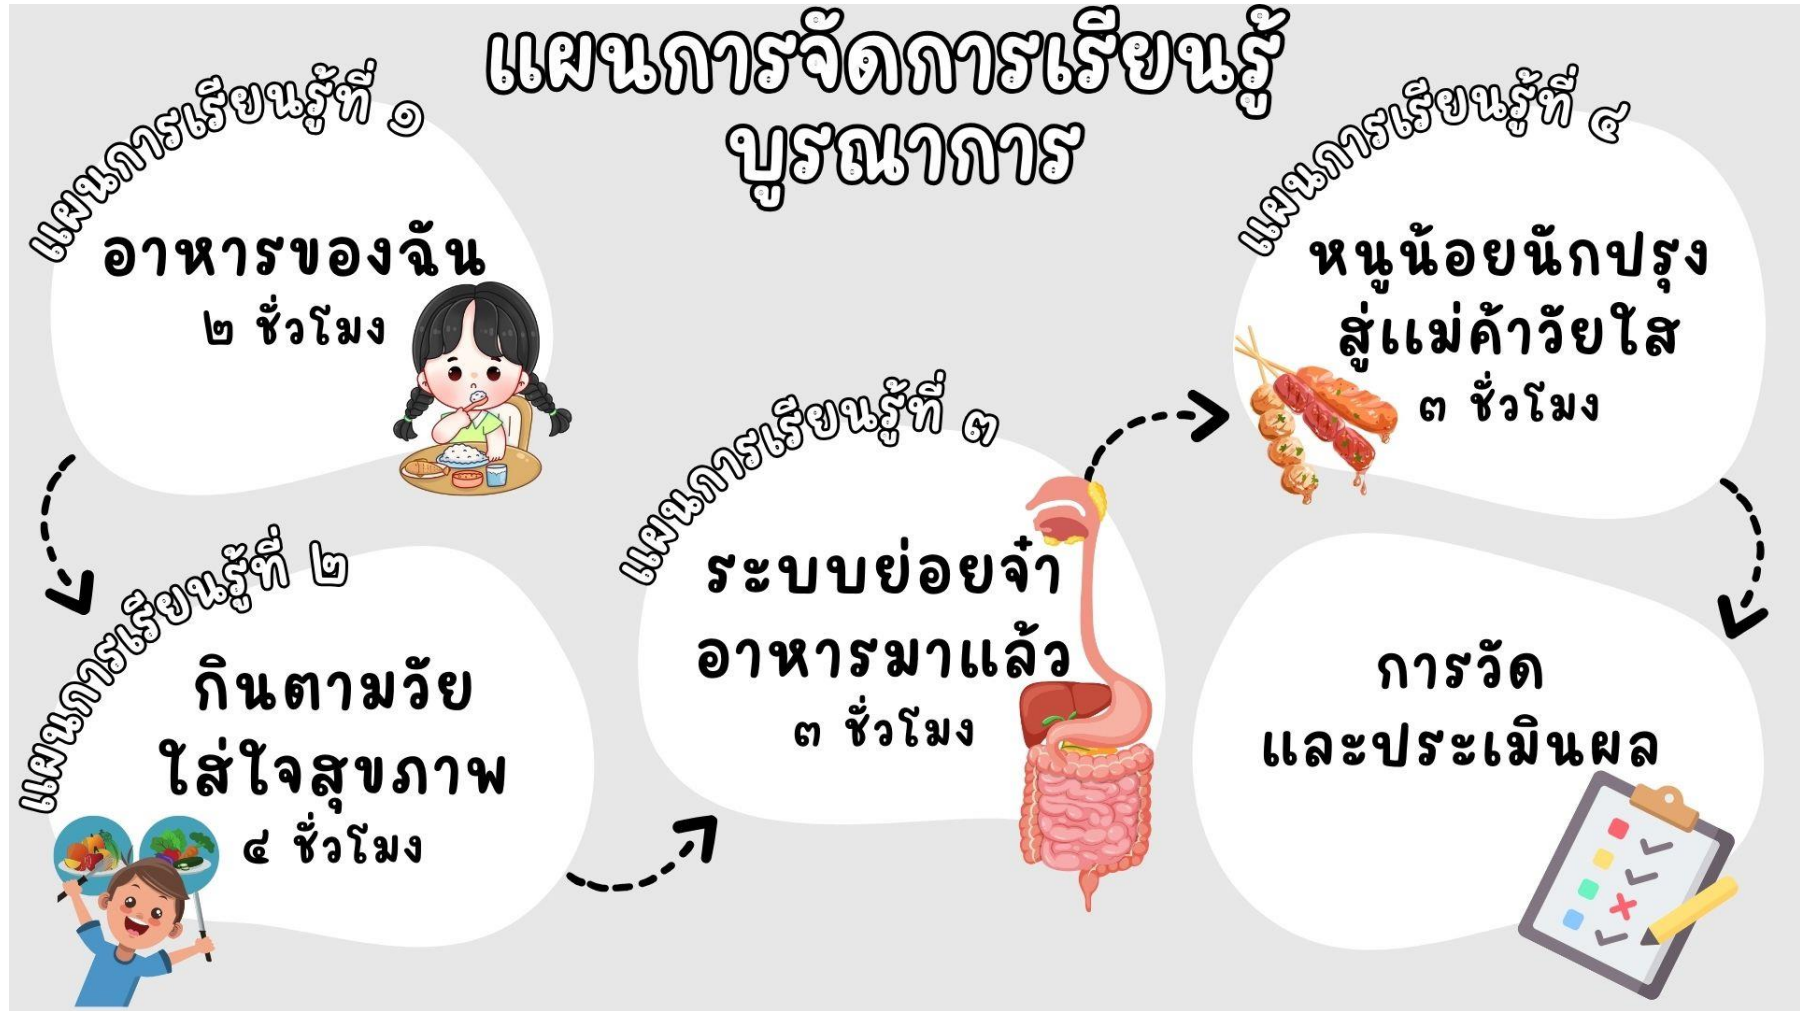 แผนการจัดการเรียนรู้
บูรณาการ
แผนการเรียนรู้ที่ ๑
อาหารของฉัน
๒ ชั่วโมง
แผนการเรียนรู้ที่ ๒
กินตามวัย
ใส่ใจสุขภาพ
๔ ชั่วโมง
แผนการเรียนรู้ที่ ๓
ระบบย่อยจ๋า
อาหารมาแล้ว
๓ ชั่วโมง
แผนการเรียนรู้ที่ ๔
หนูน้อยนักปรุง
สู่แม่ค้าวัยใส
๓ ชั่วโมง
การวัด
และประเมินผล